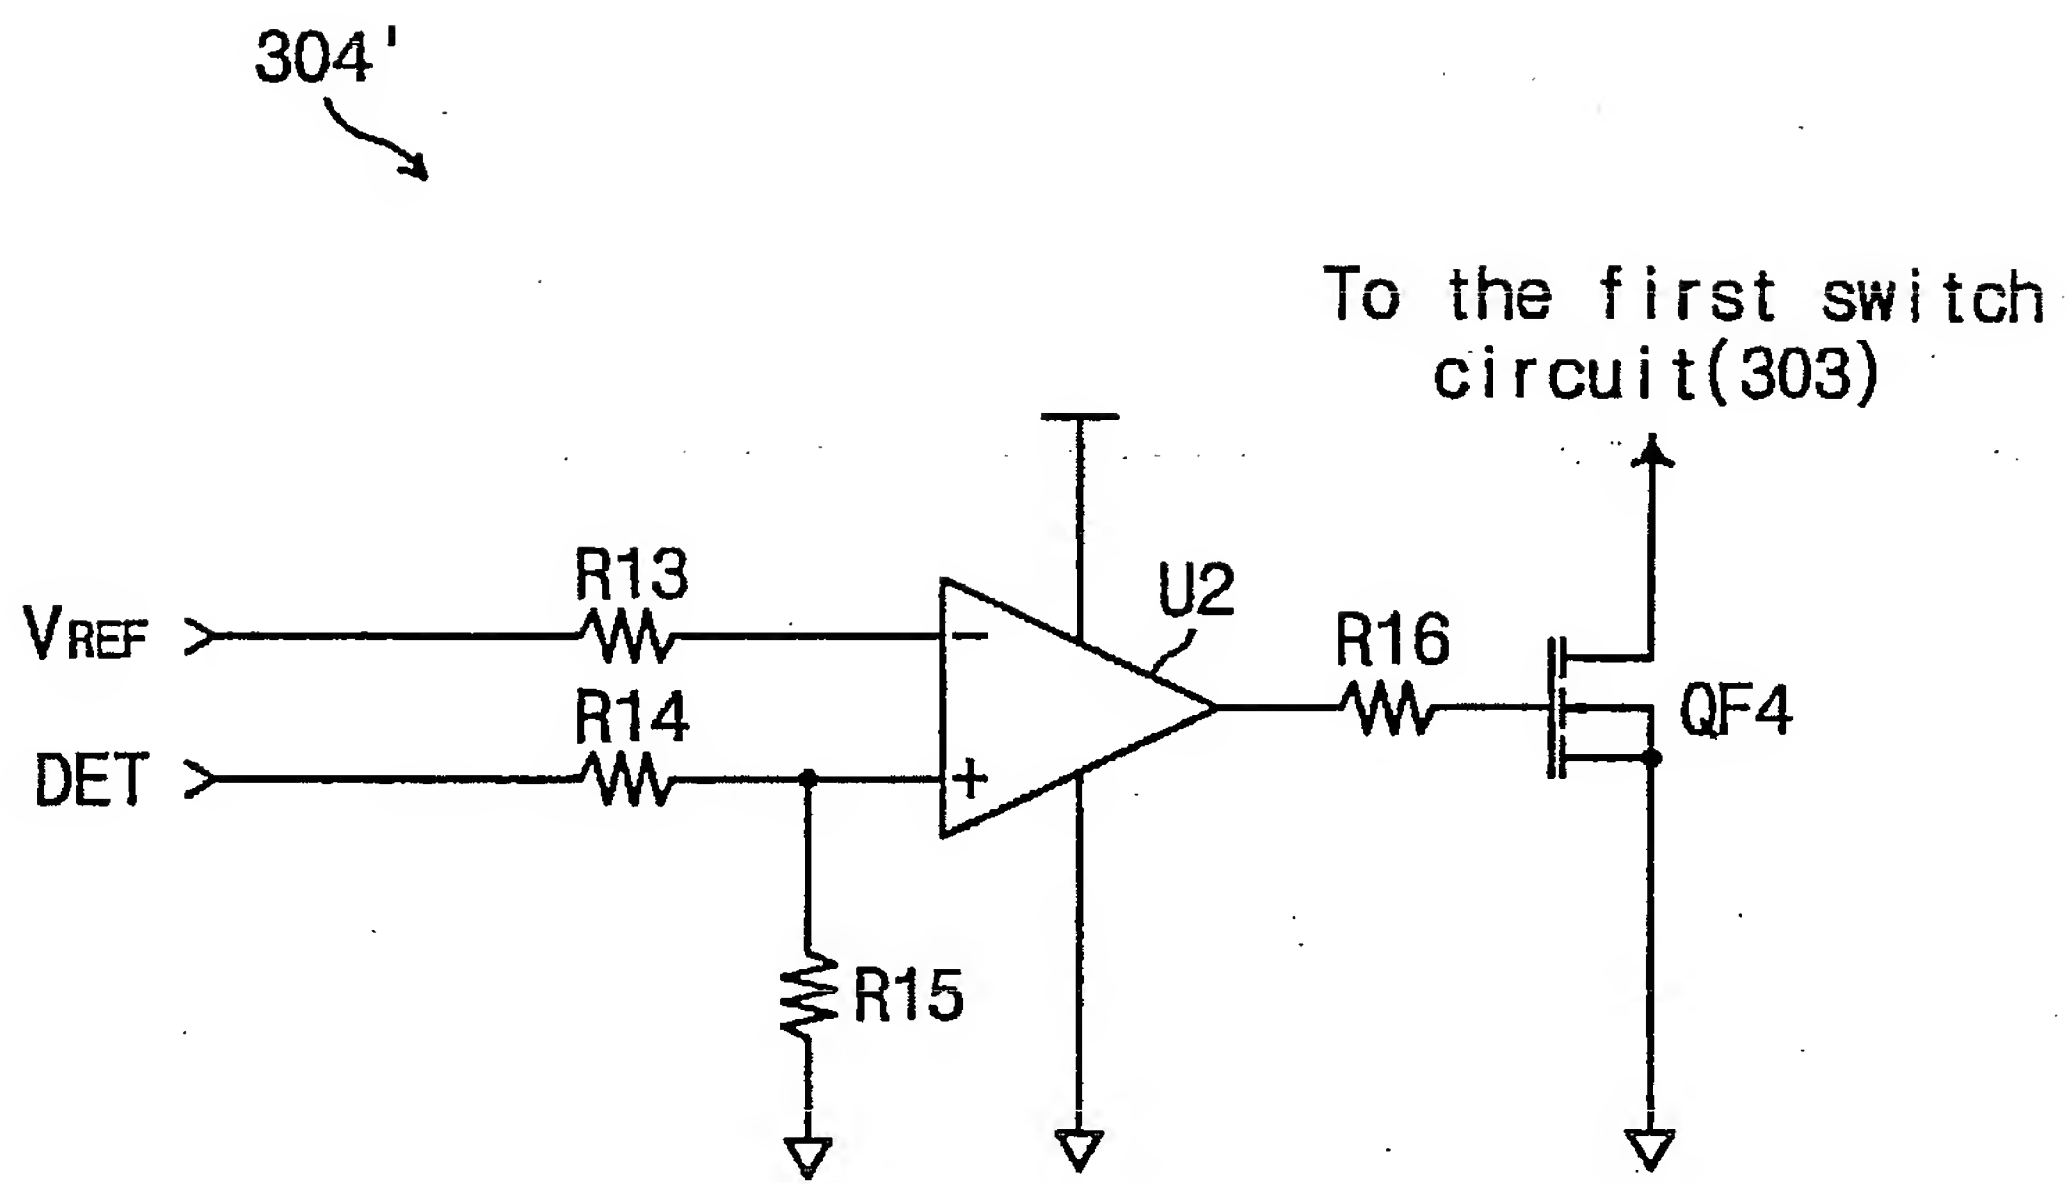 304'
To the first switch
circuit(303)
R13
U2
VREF
R16
R14
QF4
DET
-
+
R15